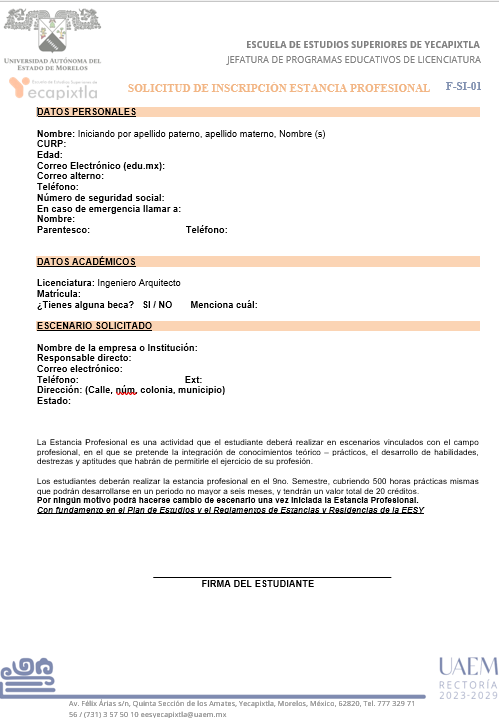 UNIVERSIDAD AUTÓNOMA DEL
ESTADO DE MORELOS
ESCUELA DE ESTUDIOS SUPERIORES DE YECAPIXTLA
JEFATURA DE PROGRAMAS EDUCATIVOS DE LICENCIATURA
Escuela de Estudios Superiores de
Yecapixtla
SOLICITUD DE INSCRIPCION ESTANCIA PROFESIONAL F-SI-01
DATOS PERSONALES
Nombre: Iniciando por apellido paterno, apellido materno, Nombre (s)
CURP:
Edad:
Correo Electrónico (edu.mx):
Correo alterno:
Teléfono:
Número de seguridad social:
En caso de emergencia llamar a:
Nombre:
Parentesco: Teléfono:
DATOS ACADÉMICOS
Licenciatura: Ingeniero Arquitecto
Matrícula:
¿Tienes alguna beca? SI / NO Menciona cuál:
ESCENARIO SOLICITADO
Nombre de la empresa o Institución:
Responsable directo:
Correo electrónico:
Teléfono: Ext:
Dirección: (Calle, núm, colonia, municipio)
Estado:
La Estancia Profesional es una actividad que el estudiante deberá realizar en escenarios vinculados con el campo
profesional, en el que se pretende la integración de conocimientos teórico – prácticos, el desarrollo de habilidades,
destrezas y aptitudes que habrán de permitirle el ejercicio de su profesión.
Los estudiantes deberán realizar la estancia profesional en el 9no. Semestre, cubriendo 500 horas prácticas mismas
que podrán desarrollarse en un periodo no mayor a seis meses, y tendrán un valor total de 20 créditos.
Por ningún motivo podrá hacerse cambio de escenario una vez iniciada la Estancia Profesional.
Con fundamento en el Plan de Estudios y el Reglamentos de Estancias y Residencias de la EESY
FIRMA DEL ESTUDIANTE
UAEM
RECTORÍA
2023-2029
Av. Félix Árias s/n, Quinta Sección de los Amates, Yecapixtla, Morelos, México, 62820, Tel. 777 329 71
56 / (731) 3 57 50 10 eesyecapixtla@uaem.mx